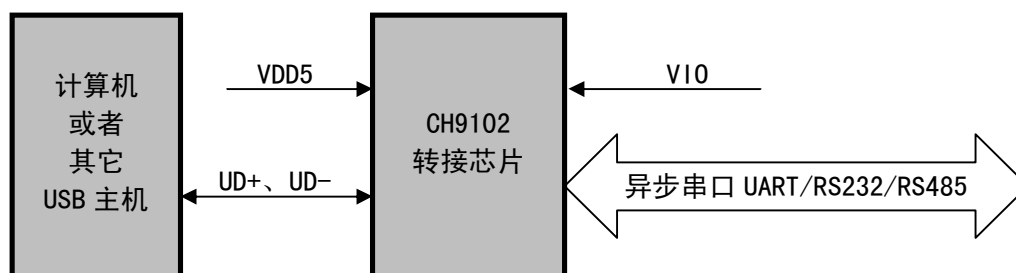 计算机
或者
其它
USB 主机
VDD5
UD+、UD-
CH9102
转接芯片
VIO
异步串口 UART/RS232/RS485